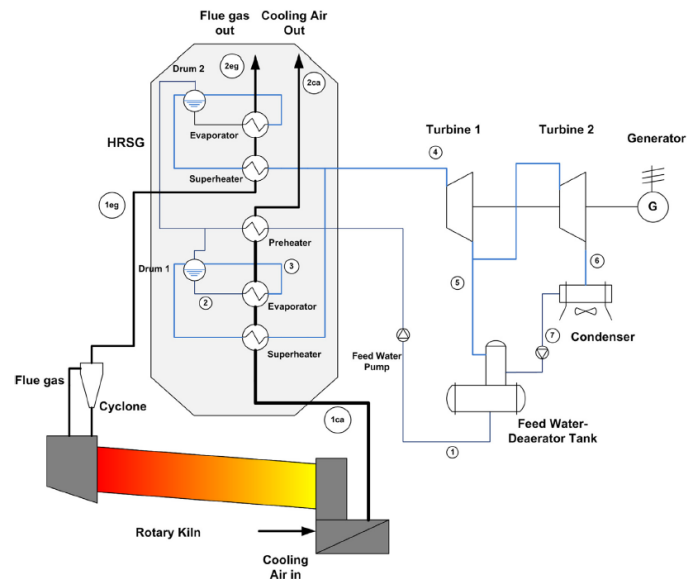 Flue gas
out
Cooling Air
Out
Drum 2
2eg
2ca
Evaporator
HRSG
Superheater
1eg
Turbine 1
Turbine 2
Generator
4
G
Preheater
Drum 1
3
2
Evaporator
5
6
Superheater
7
Condenser
Feed Water
Pump
Flue gas
Cyclone
1ca
Feed Water-
Deaerator Tank
1
Rotary Kiln
Cooling
Air in